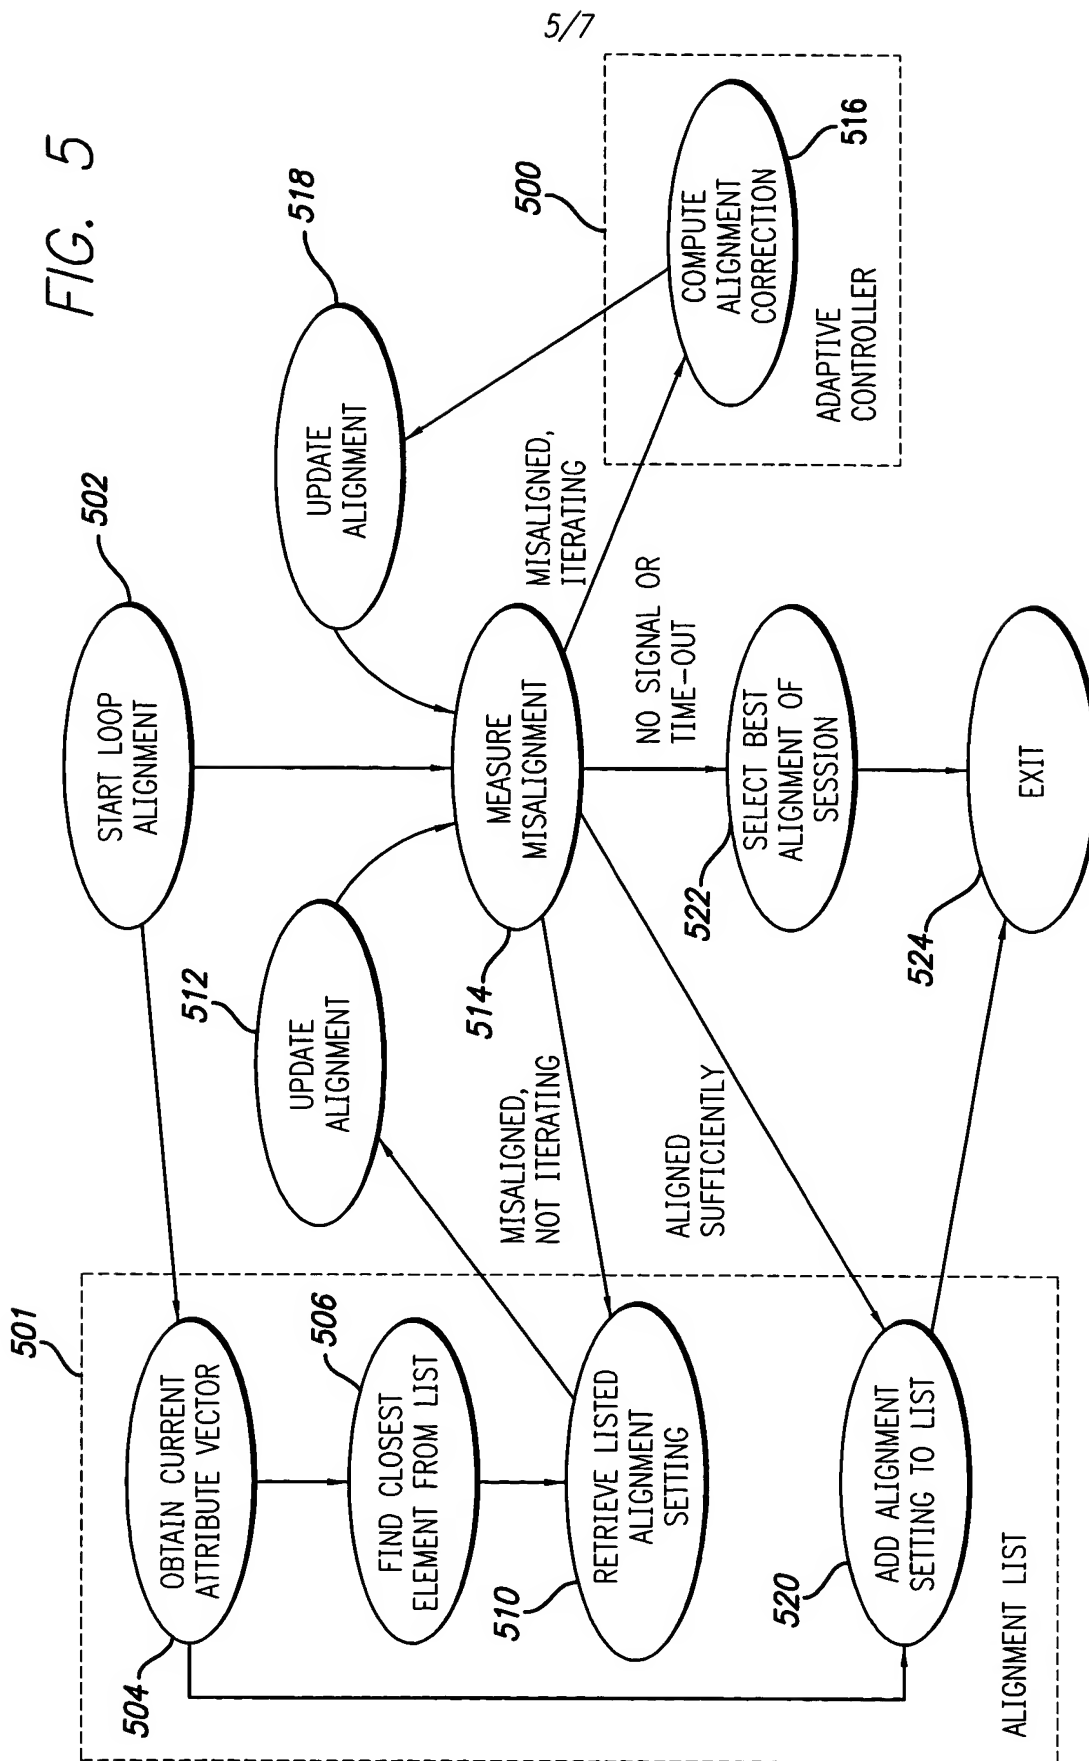 5/7
FIG. 5
501
OBTAIN CURRENT
ATTRIBUTE VECTOR
504
FIND CLOSEST
ELEMENT FROM LIST
506
RETRIEVE LISTED
ALIGNMENT
SETTING
510
ADD ALIGNMENT
SETTING TO LIST
520
ALIGNMENT LIST
START LOOP
ALIGNMENT
502
UPDATE
ALIGNMENT
512
MISALIGNED,
NOT ITERATING
ALIGNED
SUFFICIENTLY
MEASURE
MISALIGNMENT
514
UPDATE
ALIGNMENT
518
MISALIGNED,
ITERATING
NO SIGNAL OR
TIME-OUT
SELECT BEST
ALIGNMENT OF
SESSION
522
EXIT
524
500
COMPUTE
ALIGNMENT
CORRECTION
516
ADAPTIVE
CONTROLLER